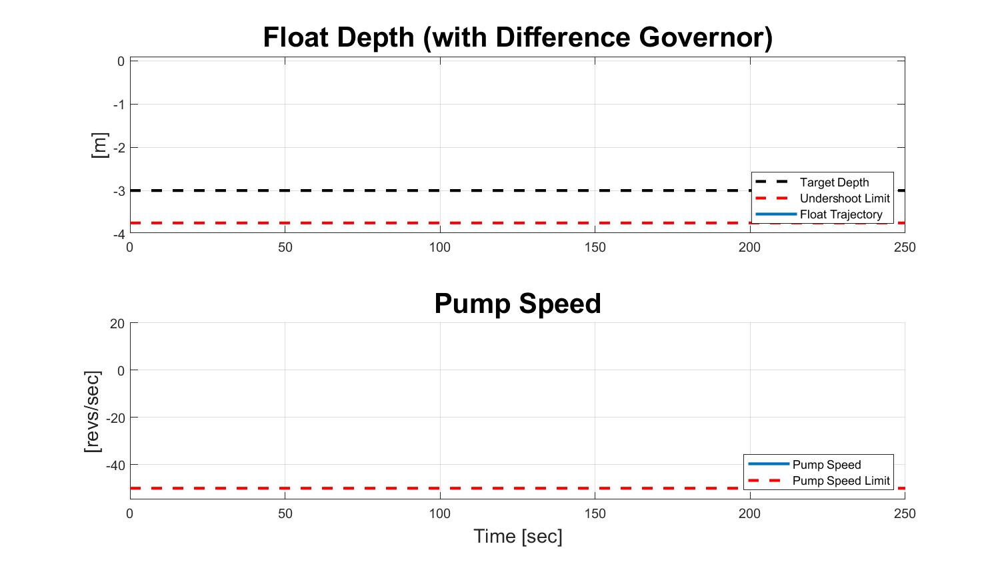 Float Depth (with Difference Governor)
0
-1
-2
-3
-4
[m]
Target Depth
Undershoot Limit
Float Trajectory
0 50 100 150 200 250
Pump Speed
20
0
-20
-40
[revs/sec]
Pump Speed
Pump Speed Limit
0 50 100 150 200 250
Time [sec]